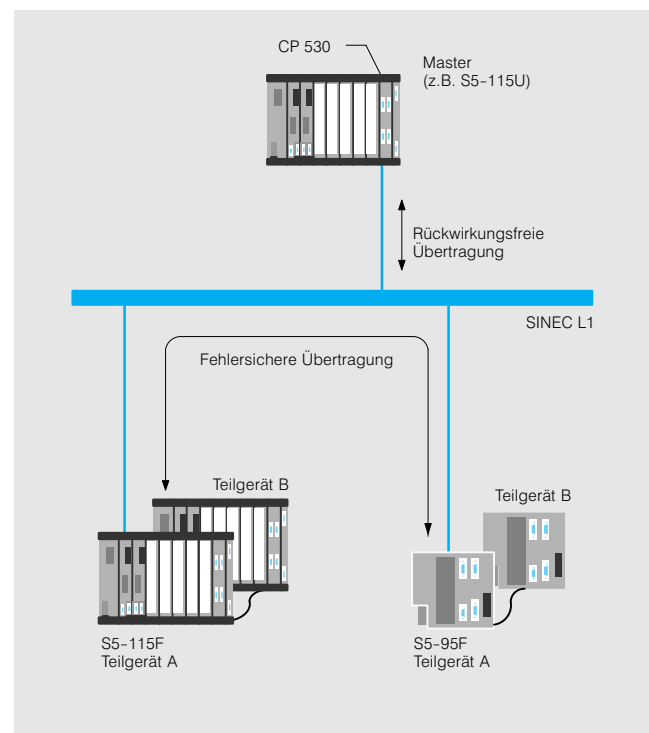 CP 530
Master
(z.B. S5-115U)
Rückwirkungsfreie
Übertragung
SINEC L1
Fehlersichere Übertragung
Teilgerät B
Teilgerät B
S5-115F
Teilgerät A
S5-95F
Teilgerät A